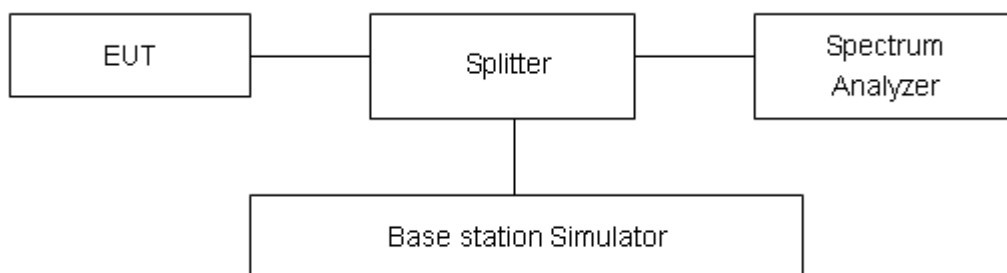 EUT
Splitter
Spectrum
Analyzer
Base station Simulator